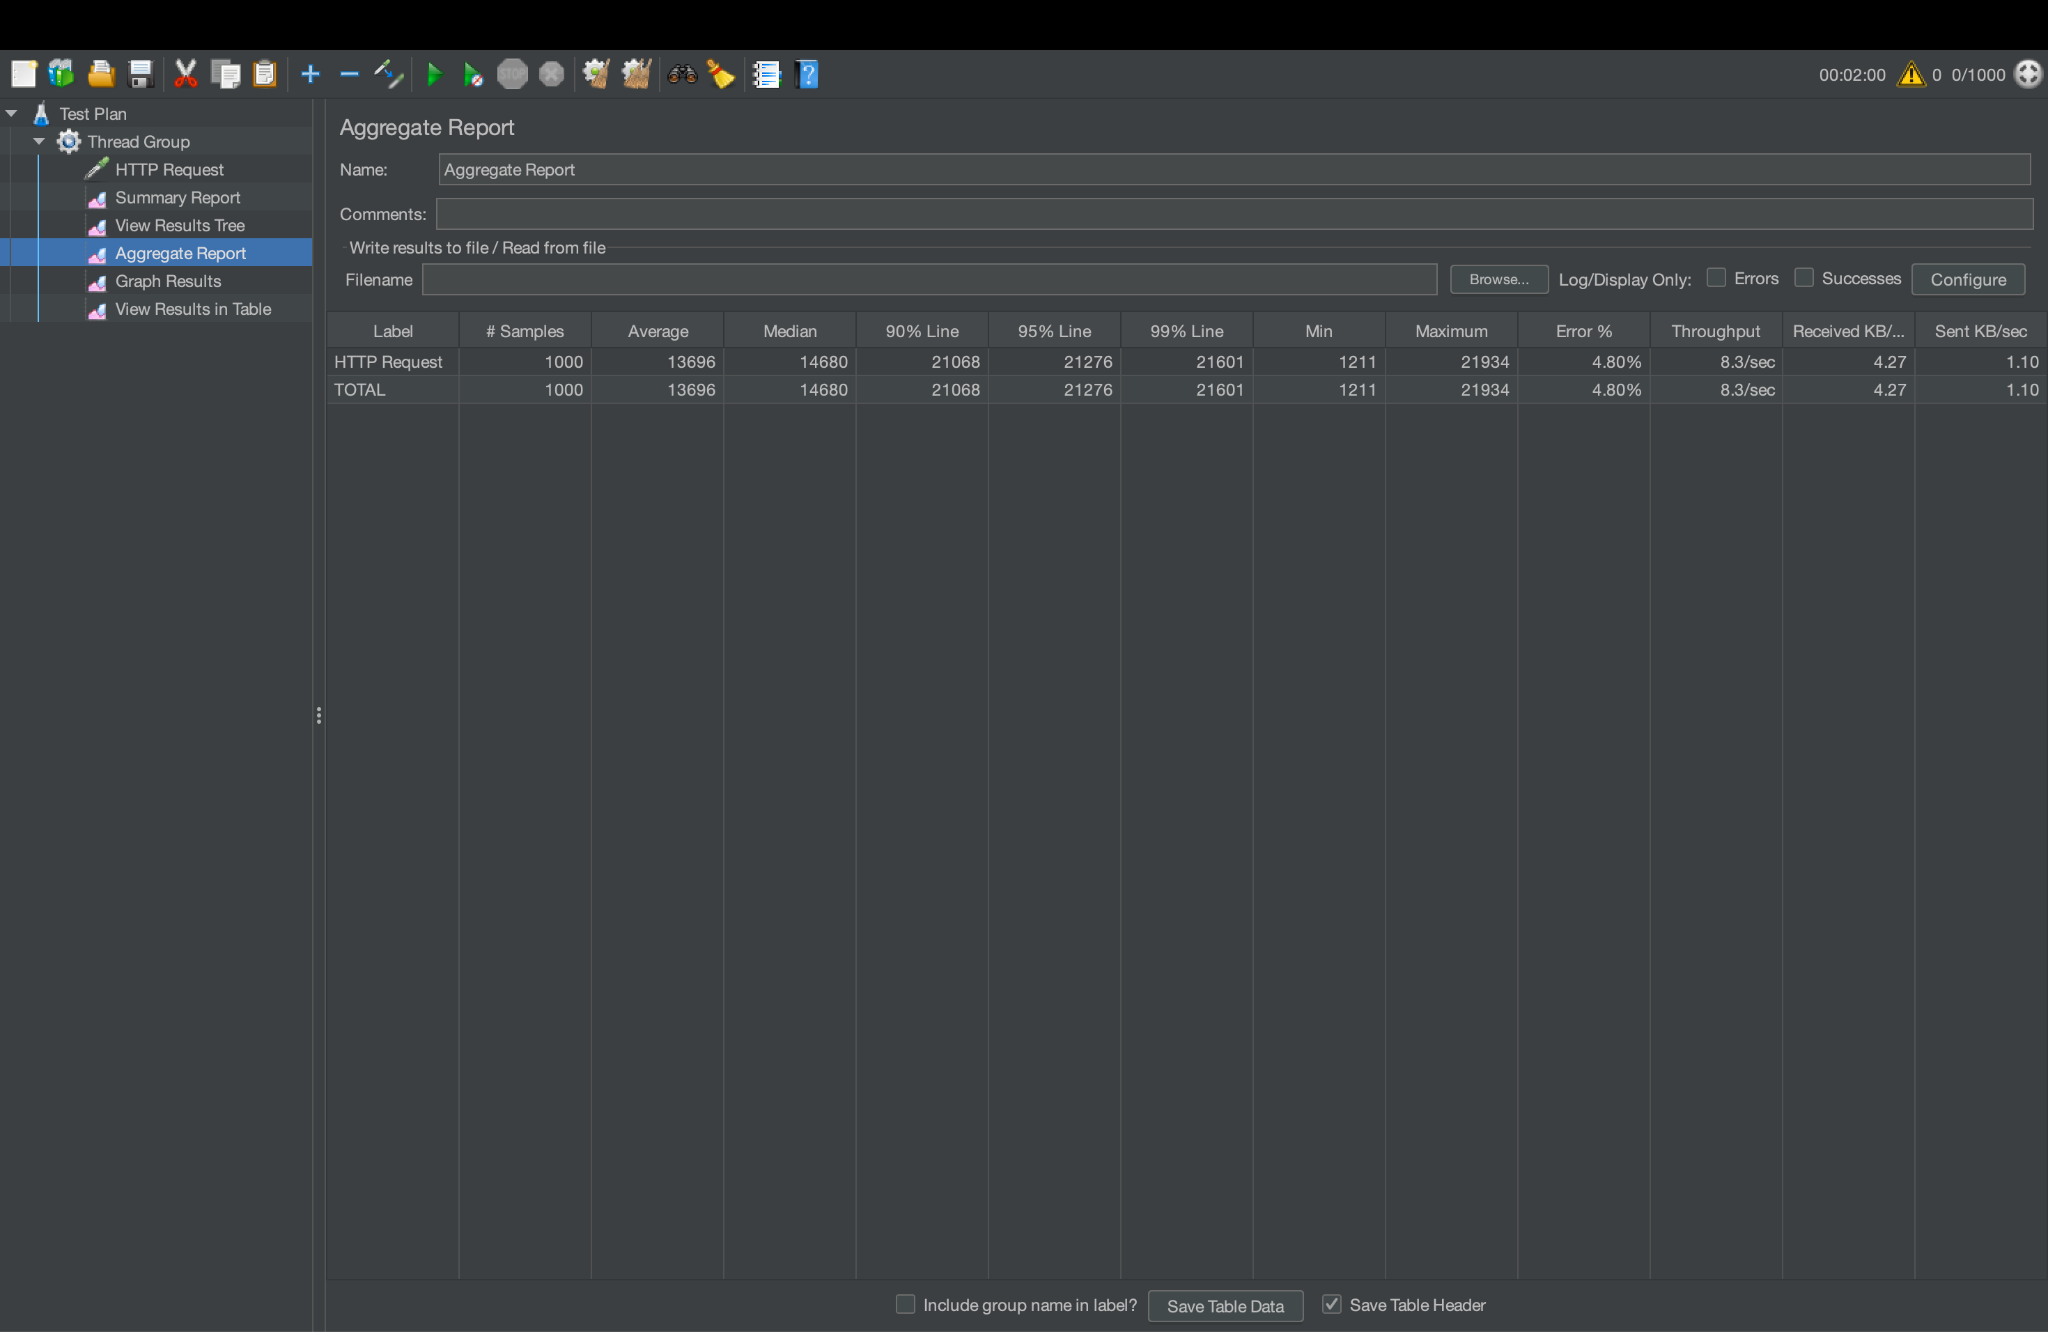 STOP
00:02:00 0 0/1000
Test Plan
Thread Group
HTTP Request
Summary Report
View Results Tree
Aggregate Report
Graph Results
View Results in Table
Aggregate Report
Name: Aggregate Report
Comments:
Write results to file / Read from file
Filename Browse... Log/Display Only: Errors Successes Configure
Label # Samples Average Median 90% Line 95% Line 99% Line Min Maximum Error % Throughput Received KB/... Sent KB/sec
HTTP Request 1000 13696 14680 21068 21276 21601 1211 21934 4.80% 8.3/sec 4.27 1.10
TOTAL 1000 13696 14680 21068 21276 21601 1211 21934 4.80% 8.3/sec 4.27 1.10
Include group name in label? Save Table Data Save Table Header